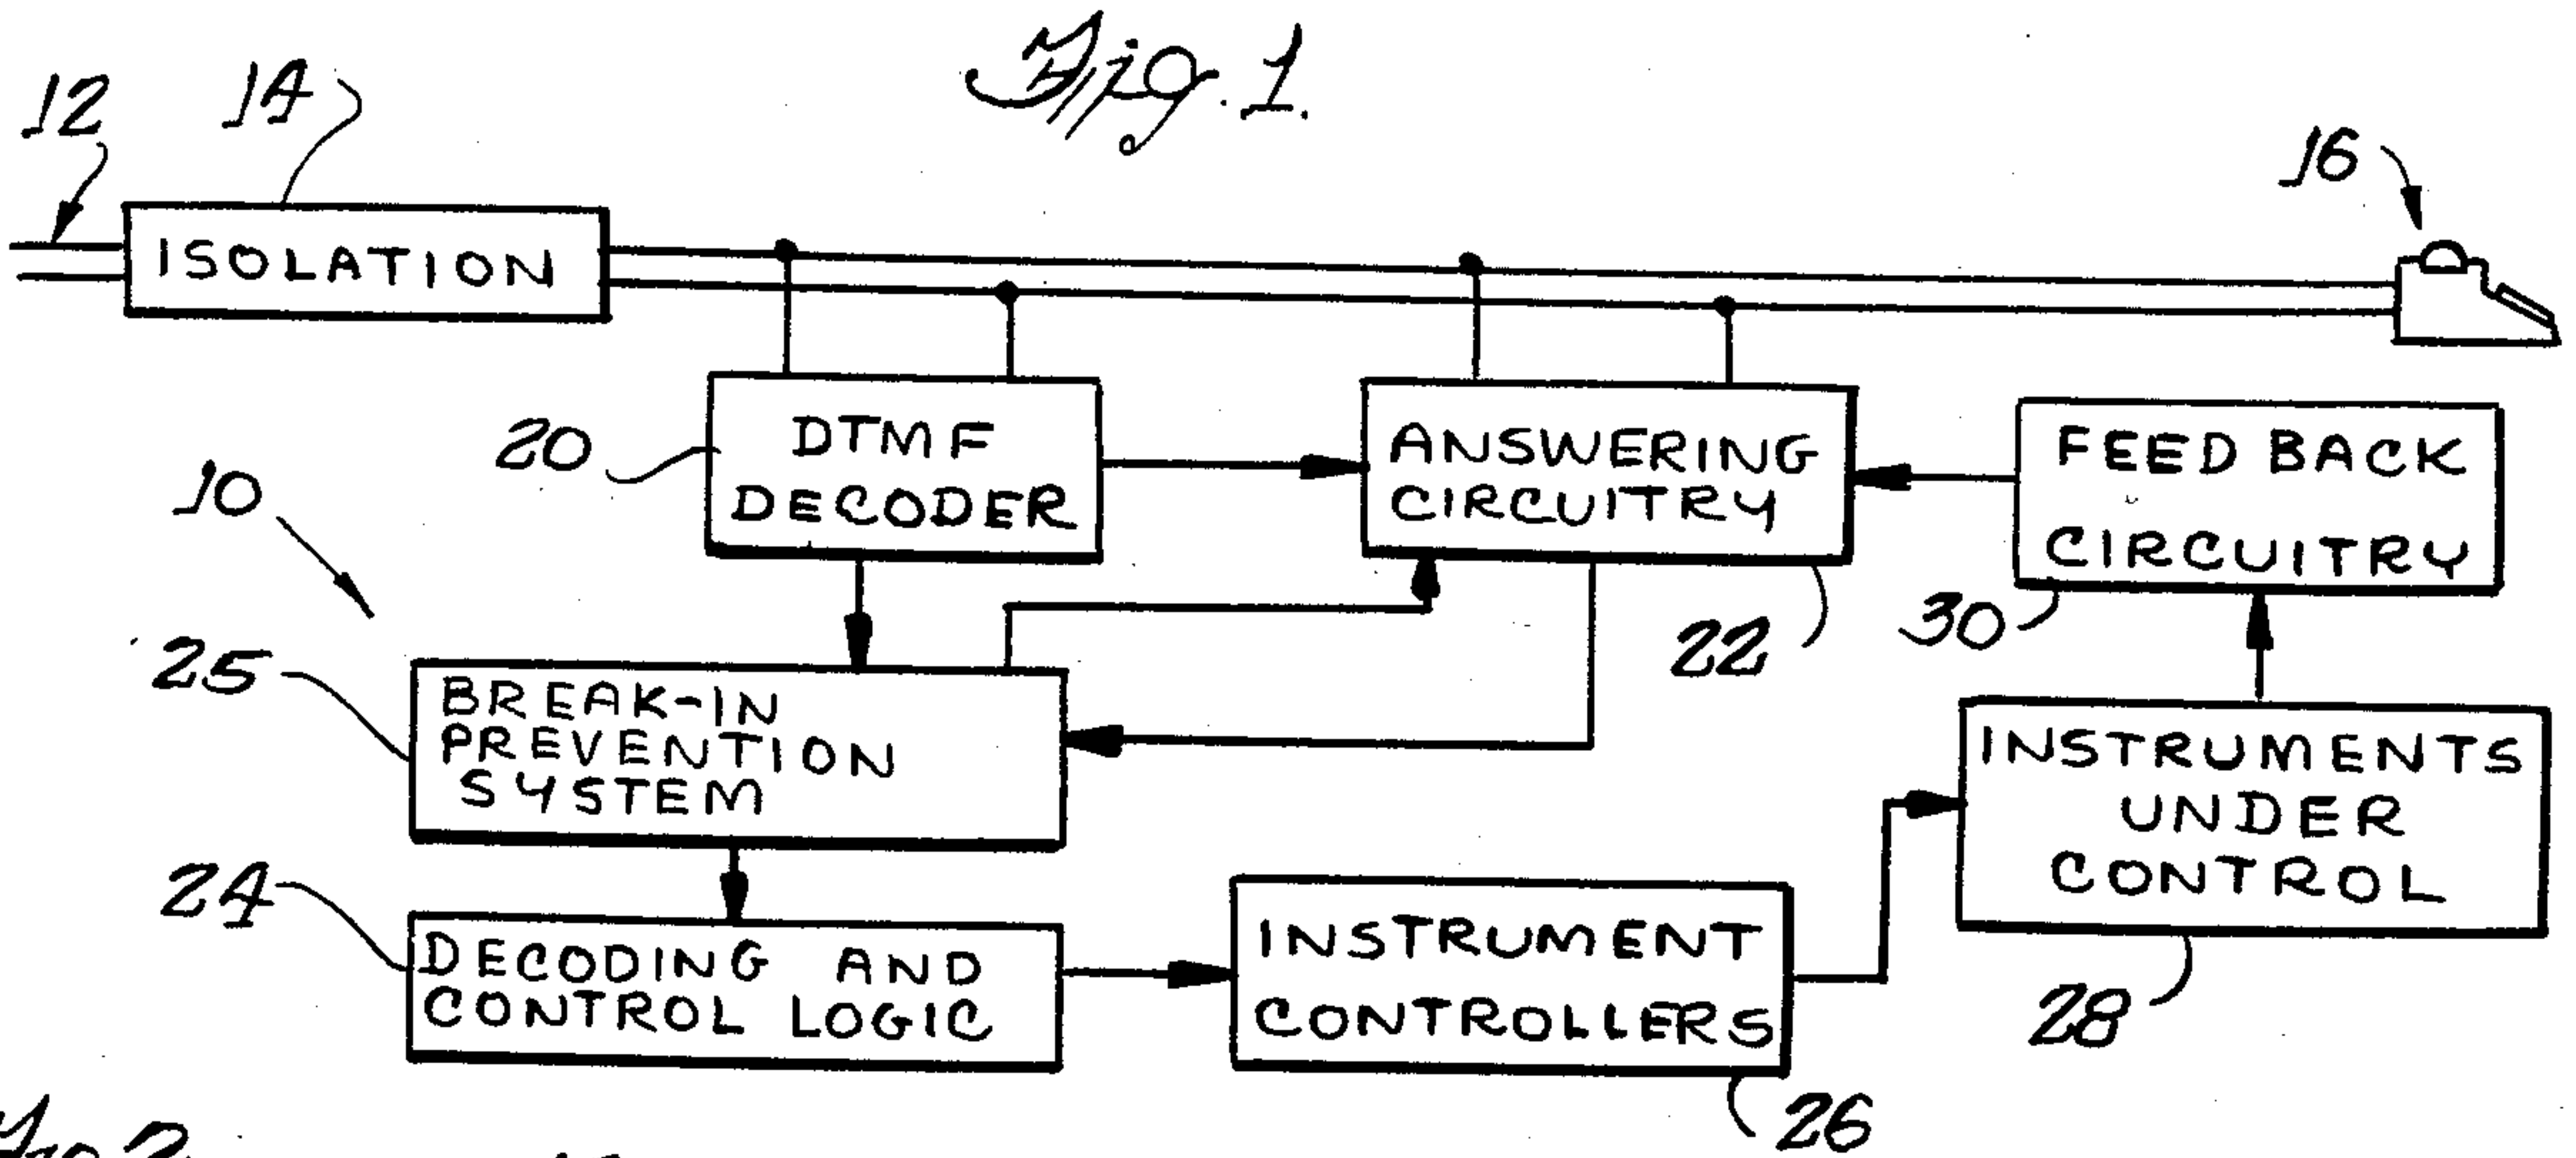 Fig. 1.
12
14
16
ISOLATION
20
DTMF
DECODER
ANSWERING
CIRCUITRY
FEED BACK
CIRCUITRY
10
22
30
25
BREAK-IN
PREVENTION
SYSTEM
INSTRUMENTS
UNDER
CONTROL
24
DECODING AND
CONTROL LOGIC
INSTRUMENT
CONTROLLERS
28
26